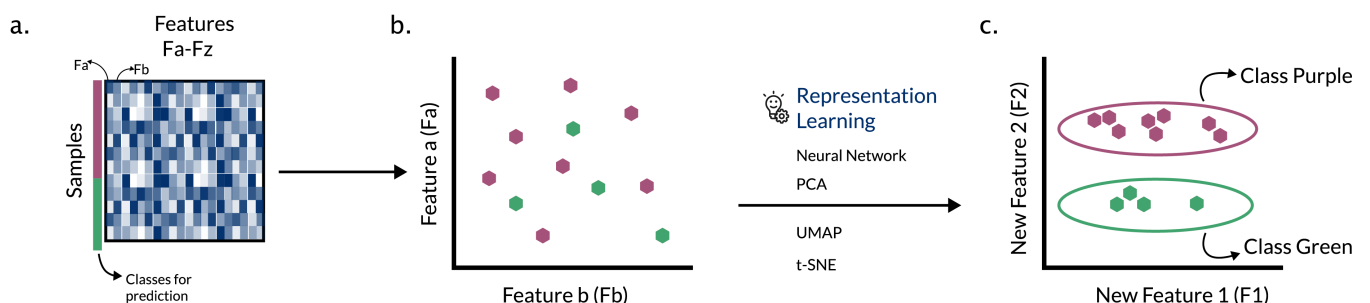 a.
Features
Fa-Fz
Fa
Fb
Samples
Classes for
prediction
b.
Feature a (Fa)
Feature b (Fb)
Representation
Learning
Neural Network
PCA
UMAP
t-SNE
c.
New Feature 2 (F2)
Class Purple
Class Green
New Feature 1 (F1)